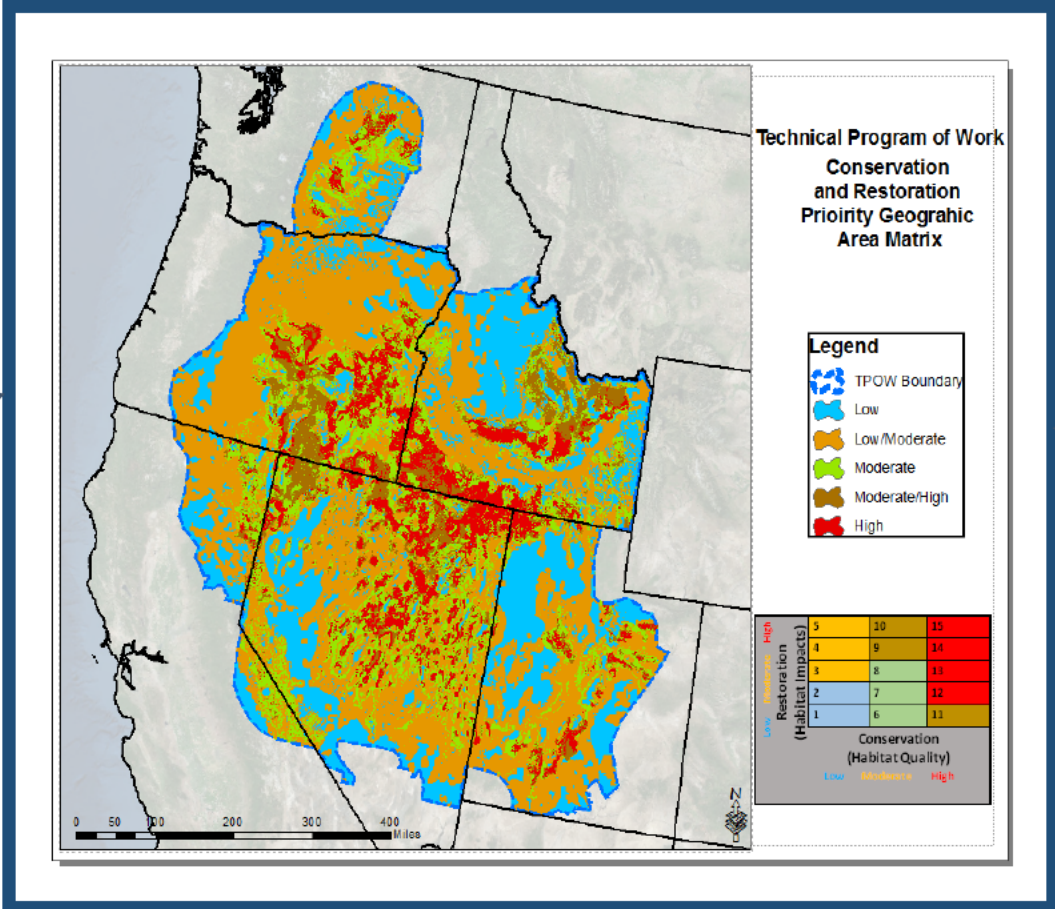 Technical Program of Work
Conservation
and Restoration
Prioirity Geograhic
Area Matrix
Legend
TPOW Boundary
Low
Low/Moderate
Moderate
Moderate/High
High
5 10 15
4 9 14
3 8 13
2 7 12
1 6 11
Low Moderate High
Restoration
(Habitat Impacts)
Conservation
(Habitat Quality)
Low Moderate High
N
0 50 100 200 300 400
Miles